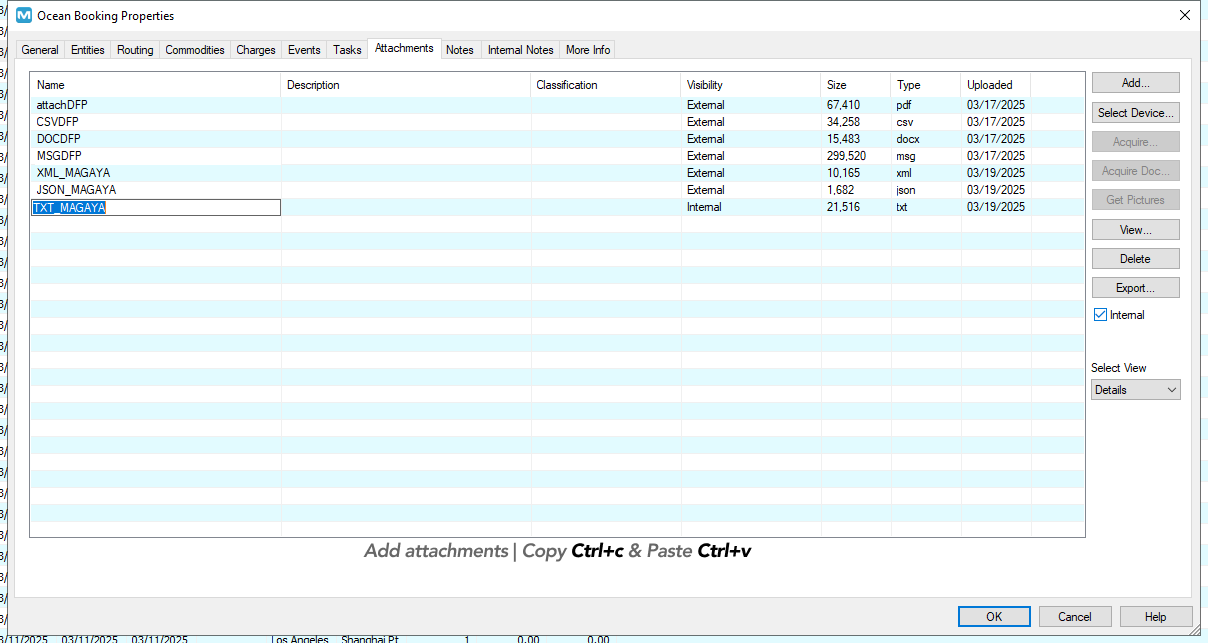 Ocean Booking Properties
General Entities Routing Commodities Charges Events Tasks Attachments Notes Internal Notes More Info
Name Description Classification Visibility Size Type Uploaded
attachDFP External 67,410 pdf 03/17/2025
CSVDFP External 34,258 csv 03/17/2025
DOCDFP External 15,483 docx 03/17/2025
MSGDFP External 299,520 msg 03/17/2025
XML_MAGAYA External 10,165 xml 03/19/2025
JSON_MAGAYA External 1,682 json 03/19/2025
TXT_MAGAYA Internal 21,516 txt 03/19/2025
Add...
Select Device...
Acquire...
Acquire Doc...
Get Pictures
View...
Delete
Export...
Internal
Select View
Details
Add attachments | Copy Ctrl+c & Paste Ctrl+v
OK Cancel Help
3/11/2025 03/11/2025 03/11/2025 Los Angeles Shanghai Pt 1 0.00 0.00